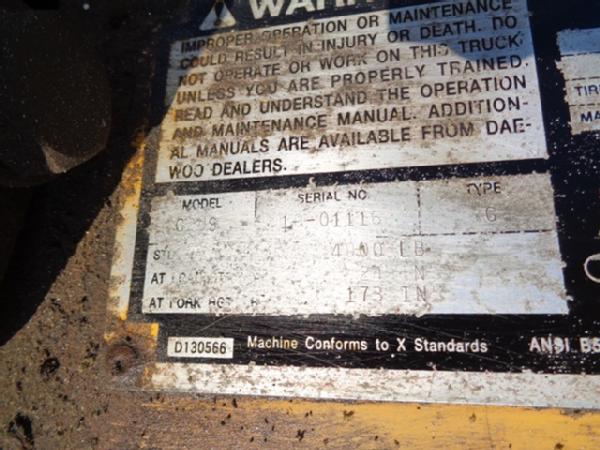 IMPROPER OPERATION OR MAINTENANCE
COULD RESULT IN INJURY OR DEATH. DO
NOT OPERATE OR WORK ON THIS TRUCK
UNLESS YOU ARE PROPERLY TRAINED.
READ AND UNDERSTAND THE OPERATION
AND MAINTENANCE MANUAL. ADDITION-
AL MANUALS ARE AVAILABLE FROM DAE-
WOO DEALERS.
MODEL SERIAL NO TYPE
G
LB
AT IN
AT FORK HGT 173 IN
D130566 Machine Conforms to X Standards ANSI